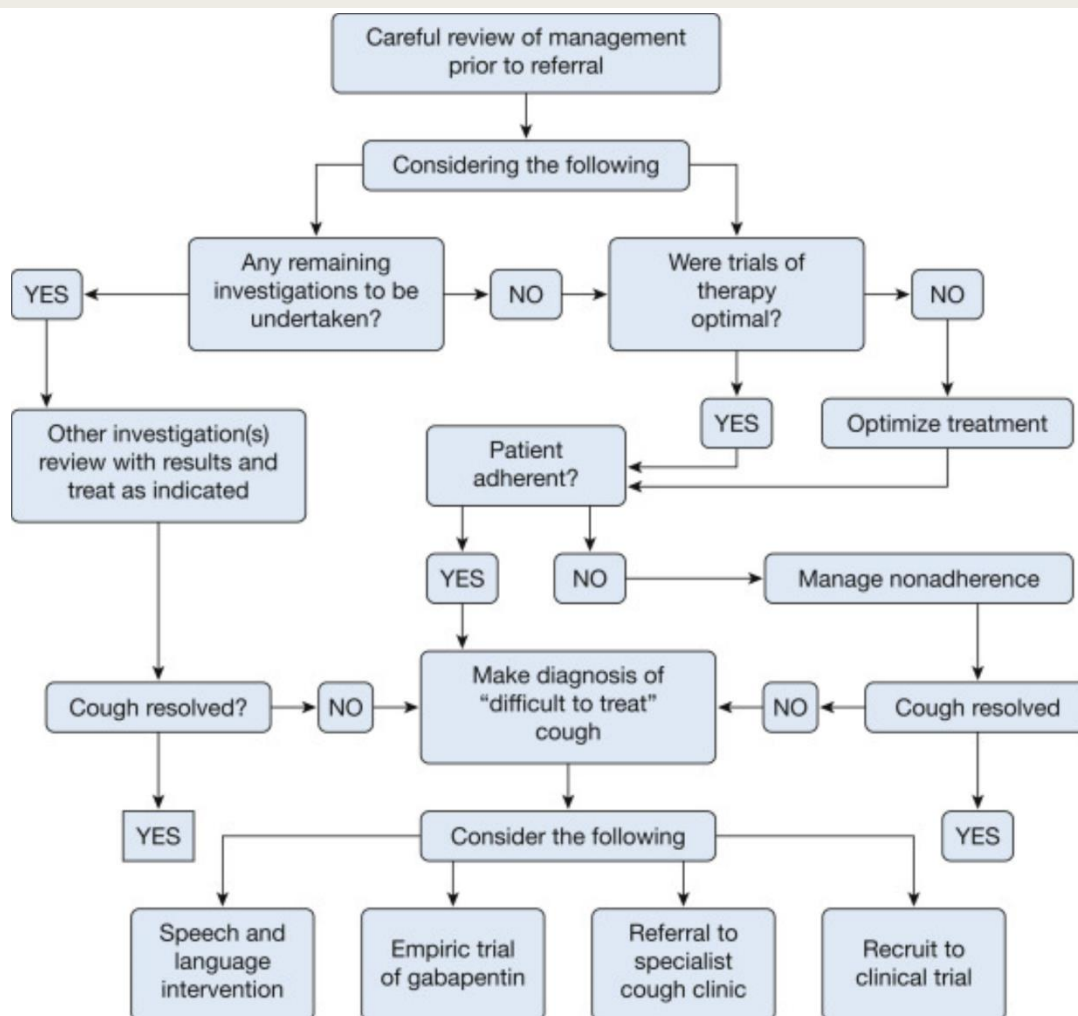 Careful review of management
prior to referral
Considering the following
Any remaining
investigations to be
undertaken?
Were trials of
therapy
optimal?
YES
NO
NO
Other investigation(s)
review with results and
treat as indicated
YES
Optimize treatment
Patient
adherent?
YES
NO
Manage nonadherence
Cough resolved?
NO
Make diagnosis of
“difficult to treat”
cough
NO
Cough resolved
YES
Consider the following
YES
Speech and
language
intervention
Empiric trial
of gabapentin
Referral to
specialist
cough clinic
Recruit to
clinical trial